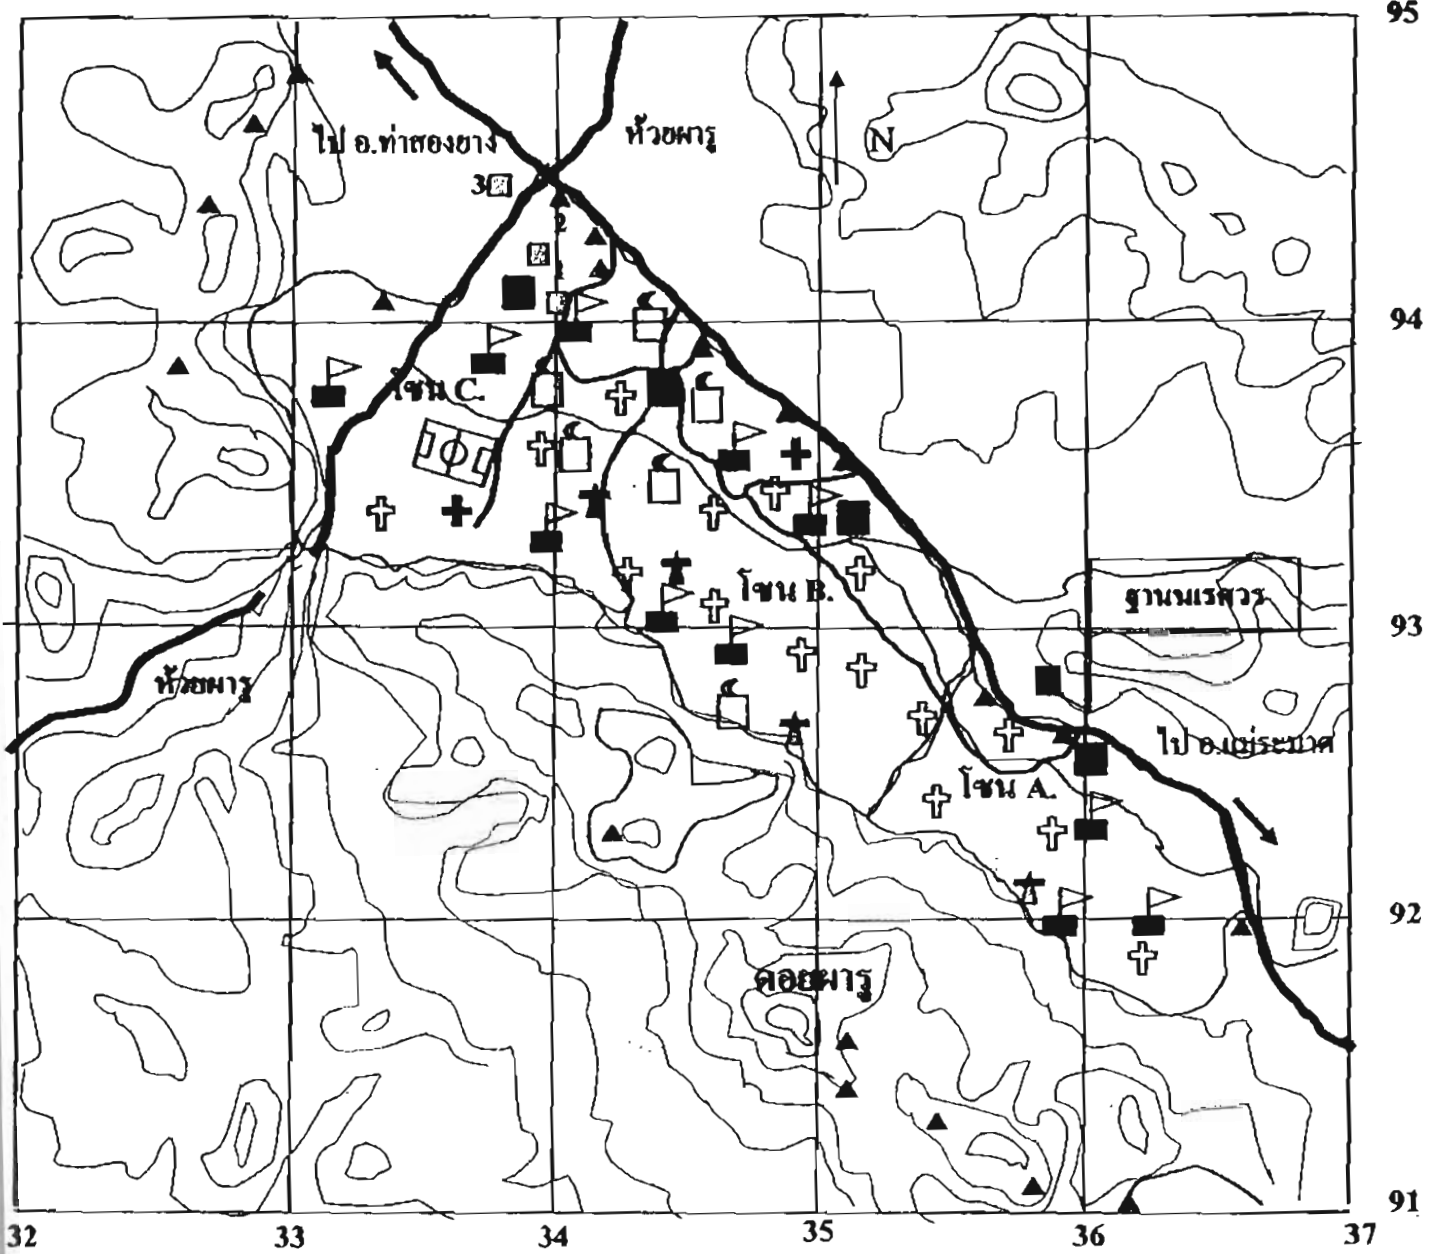 95
ไป อ.ท่าสองยาง
ห้วยผารู
N
3
2
1
94
โซน C.
โซน B.
ฐานนเรศวร
93
ห้วยผารู
ไป อ.แม่ระมาด
โซน A.
92
ดอยผารู
91
32 33 34 35 36 37